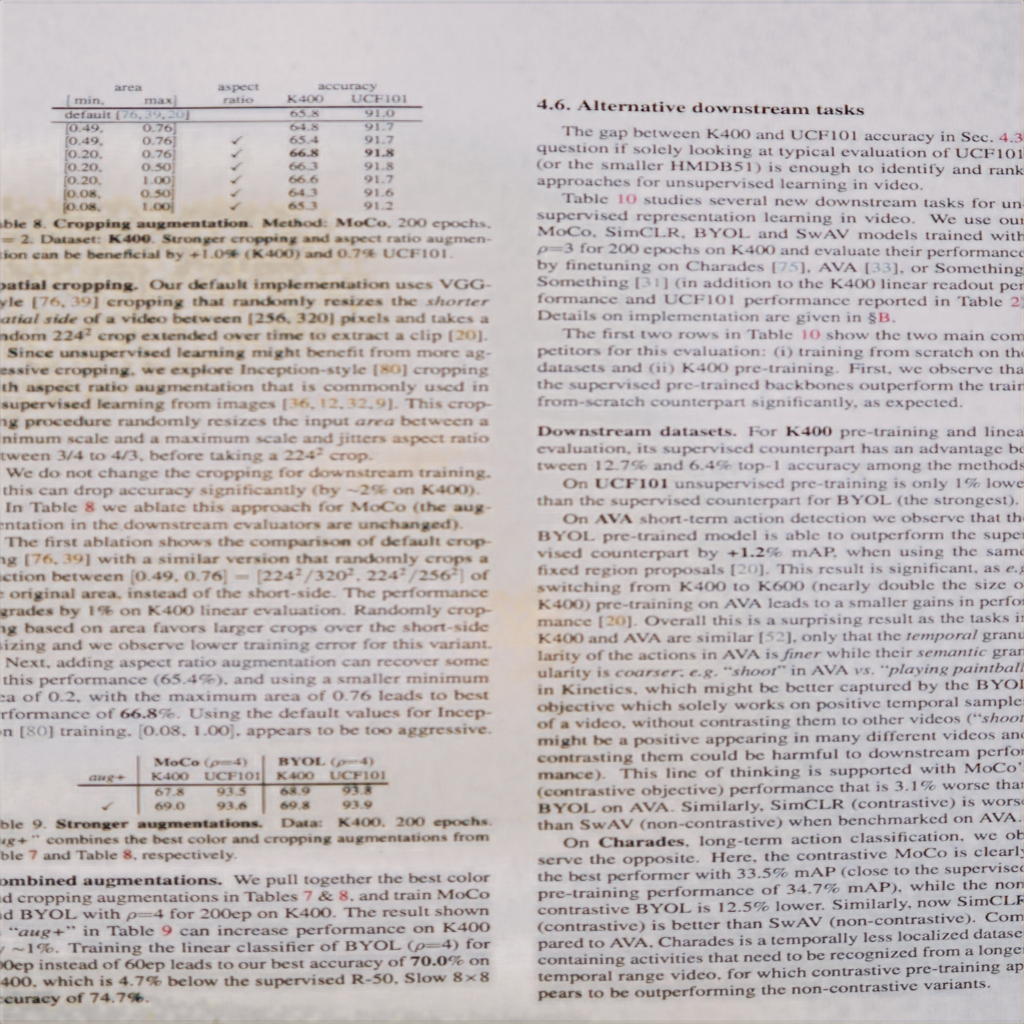 area aspect accuracy
[min, max] ratio K400 UCF101
default [76, 39, 20] 65.8 91.0
[0.49, 0.76] 64.8 91.7
[0.49, 0.76] ✓ 65.4 91.7
[0.20, 0.76] ✓ 66.8 91.8
[0.20, 0.50] ✓ 66.3 91.8
[0.20, 1.00] ✓ 66.6 91.7
[0.08, 0.50] ✓ 64.3 91.6
[0.08, 1.00] ✓ 65.3 91.2
ble 8. Cropping augmentation. Method: MoCo, 200 epochs,
= 2. Dataset: K400. Stronger cropping and aspect ratio augmen-
ion can be beneficial by +1.0% (K400) and 0.7% UCF101.
patial cropping. Our default implementation uses VGG-
yle [76, 39] cropping that randomly resizes the shorter
atial side of a video between [256, 320] pixels and takes a
ndom 224² crop extended over time to extract a clip [20].
Since unsupervised learning might benefit from more ag-
essive cropping, we explore Inception-style [80] cropping
th aspect ratio augmentation that is commonly used in
supervised learning from images [36, 12, 32, 9]. This crop-
ng procedure randomly resizes the input area between a
nimum scale and a maximum scale and jitters aspect ratio
tween 3/4 to 4/3, before taking a 224² crop.
We do not change the cropping for downstream training,
this can drop accuracy significantly (by ~2% on K400).
In Table 8 we ablate this approach for MoCo (the aug-
entation in the downstream evaluators are unchanged).
The first ablation shows the comparison of default crop-
ng [76, 39] with a similar version that randomly crops a
ction between [0.49, 0.76] = [224²/320², 224²/256²] of
e original area, instead of the short-side. The performance
grades by 1% on K400 linear evaluation. Randomly crop-
ng based on area favors larger crops over the short-side
izing and we observe lower training error for this variant.
Next, adding aspect ratio augmentation can recover some
this performance (65.4%), and using a smaller minimum
ea of 0.2, with the maximum area of 0.76 leads to best
rformance of 66.8%. Using the default values for Incep-
n [80] training, [0.08, 1.00], appears to be too aggressive.
MoCo (ρ=4) BYOL (ρ=4)
aug+ K400 UCF101 K400 UCF101
67.8 93.5 68.9 93.8
✓ 69.0 93.6 69.8 93.9
ble 9. Stronger augmentations. Data: K400, 200 epochs.
ug+" combines the best color and cropping augmentations from
ble 7 and Table 8, respectively.
ombined augmentations. We pull together the best color
d cropping augmentations in Tables 7 & 8, and train MoCo
d BYOL with ρ=4 for 200ep on K400. The result shown
"aug+" in Table 9 can increase performance on K400
y ~1%. Training the linear classifier of BYOL (ρ=4) for
00ep instead of 60ep leads to our best accuracy of 70.0% on
400, which is 4.7% below the supervised R-50, Slow 8×8
ccuracy of 74.7%.
4.6. Alternative downstream tasks
The gap between K400 and UCF101 accuracy in Sec. 4.3
question if solely looking at typical evaluation of UCF101
(or the smaller HMDB51) is enough to identify and rank
approaches for unsupervised learning in video.
Table 10 studies several new downstream tasks for un-
supervised representation learning in video. We use our
MoCo, SimCLR, BYOL and SwAV models trained with
ρ=3 for 200 epochs on K400 and evaluate their performance
by finetuning on Charades [75], AVA [33], or Something
Something [31] (in addition to the K400 linear readout per
formance and UCF101 performance reported in Table 2)
Details on implementation are given in §B.
The first two rows in Table 10 show the two main com
petitors for this evaluation: (i) training from scratch on the
datasets and (ii) K400 pre-training. First, we observe tha
the supervised pre-trained backbones outperform the train
from-scratch counterpart significantly, as expected.
Downstream datasets. For K400 pre-training and linea
evaluation, its supervised counterpart has an advantage be
tween 12.7% and 6.4% top-1 accuracy among the methods
On UCF101 unsupervised pre-training is only 1% lowe
than the supervised counterpart for BYOL (the strongest).
On AVA short-term action detection we observe that th
BYOL pre-trained model is able to outperform the super
vised counterpart by +1.2% mAP, when using the same
fixed region proposals [20]. This result is significant, as e.g
switching from K400 to K600 (nearly double the size o
K400) pre-training on AVA leads to a smaller gains in perfor
mance [20]. Overall this is a surprising result as the tasks in
K400 and AVA are similar [52], only that the temporal granu
larity of the actions in AVA is finer while their semantic gran
ularity is coarser, e.g. "shoot" in AVA vs. "playing paintball
in Kinetics, which might be better captured by the BYOL
objective which solely works on positive temporal sample
of a video, without contrasting them to other videos ("shoot
might be a positive appearing in many different videos and
contrasting them could be harmful to downstream perfor
mance). This line of thinking is supported with MoCo'
(contrastive objective) performance that is 3.1% worse than
BYOL on AVA. Similarly, SimCLR (contrastive) is worse
than SwAV (non-contrastive) when benchmarked on AVA.
On Charades, long-term action classification, we ob
serve the opposite. Here, the contrastive MoCo is clearly
the best performer with 33.5% mAP (close to the supervised
pre-training performance of 34.7% mAP), while the non
contrastive BYOL is 12.5% lower. Similarly, now SimCLR
(contrastive) is better than SwAV (non-contrastive). Com
pared to AVA, Charades is a temporally less localized datase
containing activities that need to be recognized from a longer
temporal range video, for which contrastive pre-training ap
pears to be outperforming the non-contrastive variants.